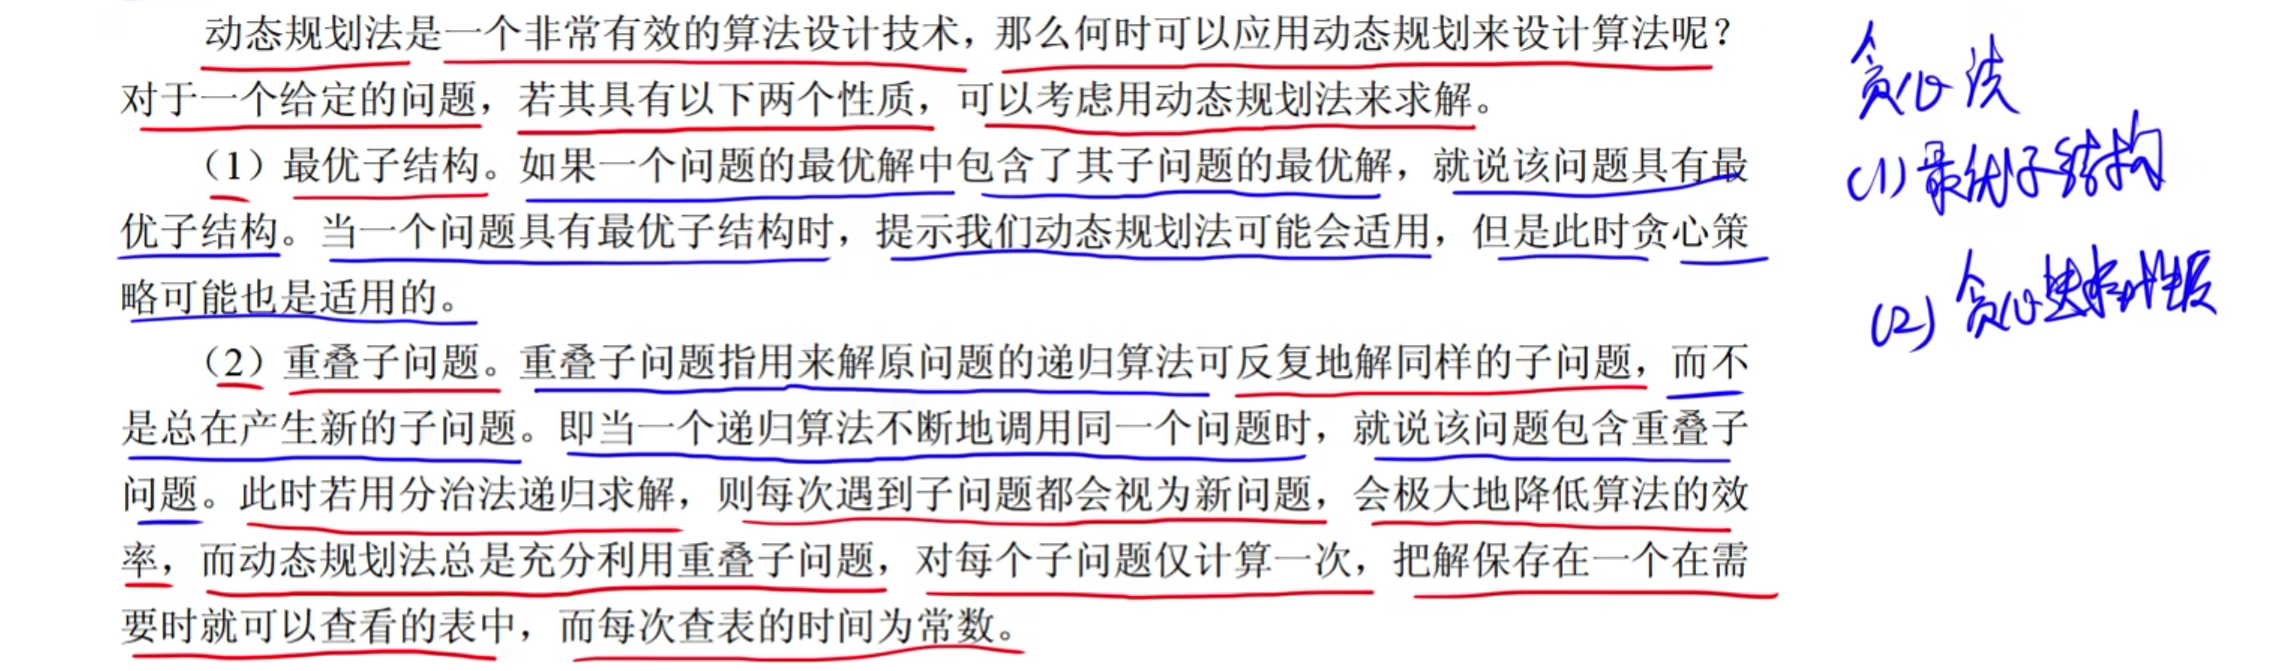 动态规划法是一个非常有效的算法设计技术，那么何时可以应用动态规划来设计算法呢？
对于一个给定的问题，若其具有以下两个性质，可以考虑用动态规划法来求解。
（1）最优子结构。如果一个问题的最优解中包含了其子问题的最优解，就说该问题具有最
优子结构。当一个问题具有最优子结构时，提示我们动态规划法可能会适用，但是此时贪心策
略可能也是适用的。
（2）重叠子问题。重叠子问题指用来解原问题的递归算法可反复地解同样的子问题，而不
是总在产生新的子问题。即当一个递归算法不断地调用同一个问题时，就说该问题包含重叠子
问题。此时若用分治法递归求解，则每次遇到子问题都会视为新问题，会极大地降低算法的效
率，而动态规划法总是充分利用重叠子问题，对每个子问题仅计算一次，把解保存在一个在需
要时就可以查看的表中，而每次查表的时间为常数。
贪心法
(1) 最优子结构
(2) 贪心选择性质